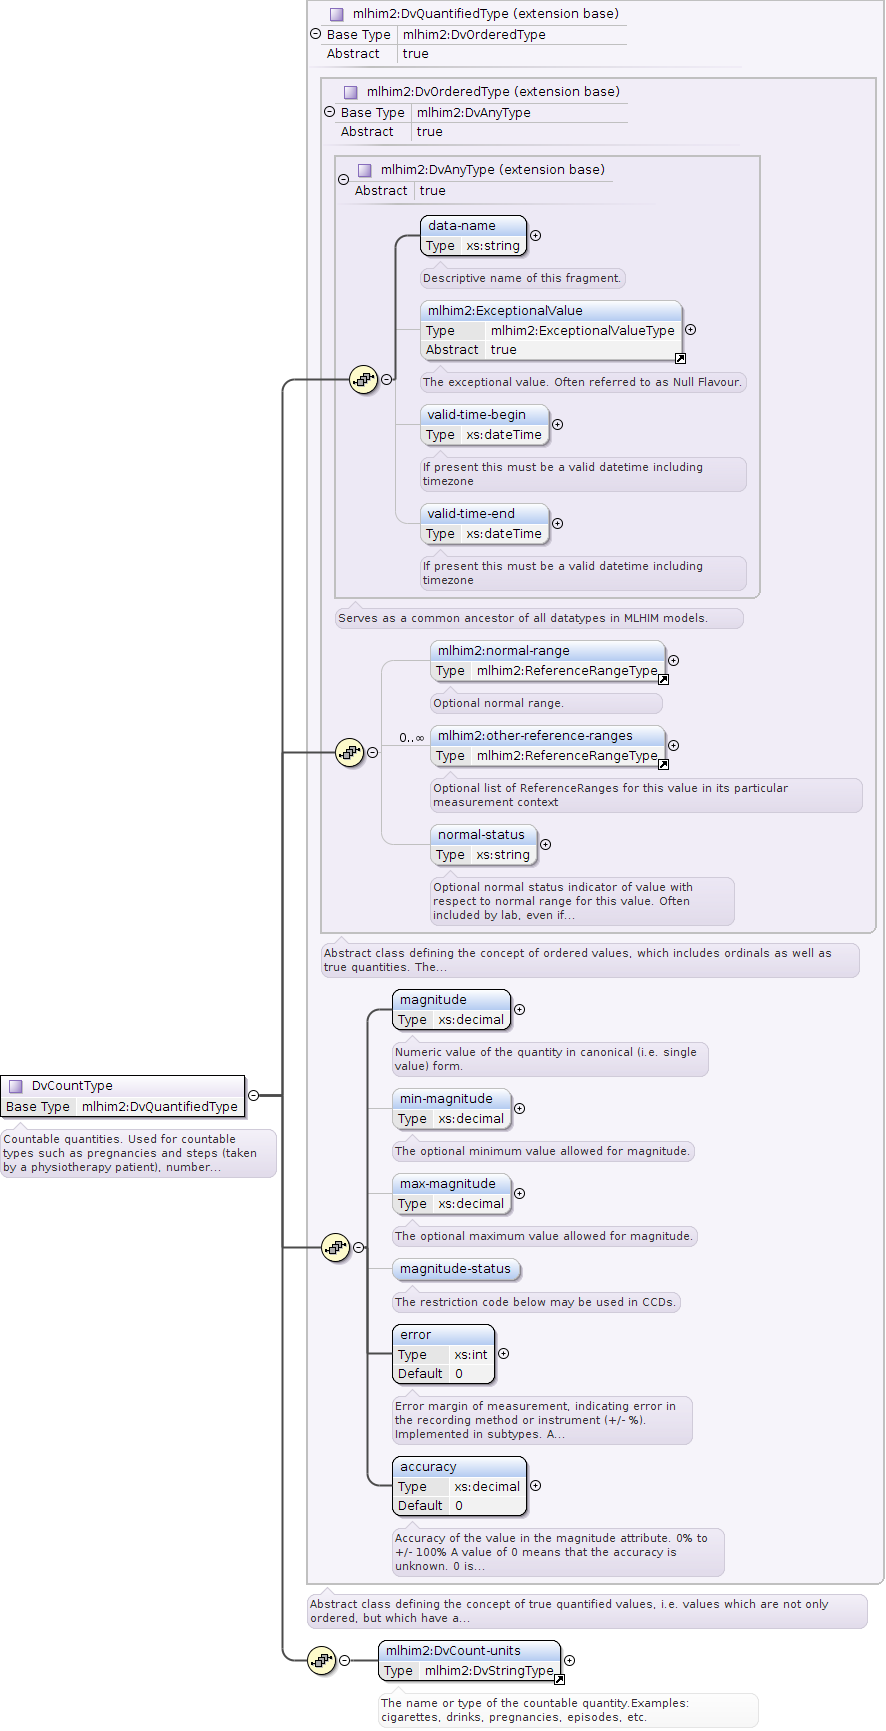 mlhim2:DvQuantifiedType (extension base)
Base Type mlhim2:DvOrderedType
Abstract true
mlhim2:DvOrderedType (extension base)
Base Type mlhim2:DvAnyType
Abstract true
mlhim2:DvAnyType (extension base)
Abstract true
data-name
Type xs:string
Descriptive name of this fragment.
mlhim2:ExceptionalValue
Type mlhim2:ExceptionalValueType
Abstract true
The exceptional value. Often referred to as Null Flavour.
valid-time-begin
Type xs:dateTime
If present this must be a valid datetime including
timezone
valid-time-end
Type xs:dateTime
If present this must be a valid datetime including
timezone
Serves as a common ancestor of all datatypes in MLHIM models.
mlhim2:normal-range
Type mlhim2:ReferenceRangeType
Optional normal range.
0..∞
mlhim2:other-reference-ranges
Type mlhim2:ReferenceRangeType
Optional list of ReferenceRanges for this value in its particular
measurement context
normal-status
Type xs:string
Optional normal status indicator of value with
respect to normal range for this value. Often
included by lab, even if...
Abstract class defining the concept of ordered values, which includes ordinals as well as
true quantities. The...
magnitude
Type xs:decimal
Numeric value of the quantity in canonical (i.e. single
value) form.
DvCountType
Base Type mlhim2:DvQuantifiedType
Countable quantities. Used for countable
types such as pregnancies and steps (taken
by a physiotherapy patient), number...
min-magnitude
Type xs:decimal
The optional minimum value allowed for magnitude.
max-magnitude
Type xs:decimal
The optional maximum value allowed for magnitude.
magnitude-status
The restriction code below may be used in CCDs.
error
Type xs:int
Default 0
Error margin of measurement, indicating error in
the recording method or instrument (+/- %).
Implemented in subtypes. A...
accuracy
Type xs:decimal
Default 0
Accuracy of the value in the magnitude attribute. 0% to
+/- 100% A value of 0 means that the accuracy is
unknown. 0 is...
Abstract class defining the concept of true quantified values, i.e. values which are not only
ordered, but which have a...
mlhim2:DvCount-units
Type mlhim2:DvStringType
The name or type of the countable quantity.Examples:
cigarettes, drinks, pregnancies, episodes, etc.